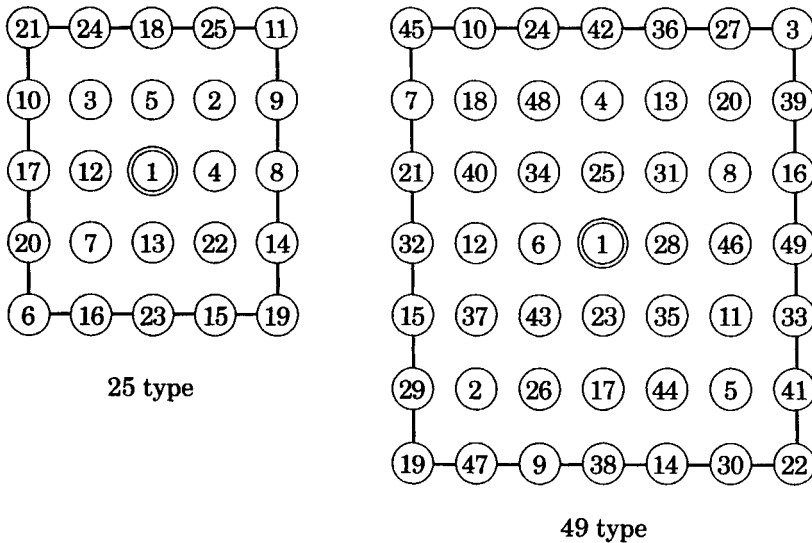 21 24 18 25 11
10 3 5 2 9
17 12 1 4 8
20 7 13 22 14
6 16 23 15 19
25 type
45 10 24 42 36 27 3
7 18 48 4 13 20 39
21 40 34 25 31 8 16
32 12 6 1 28 46 49
15 37 43 23 35 11 33
29 2 26 17 44 5 41
19 47 9 38 14 30 22
49 type